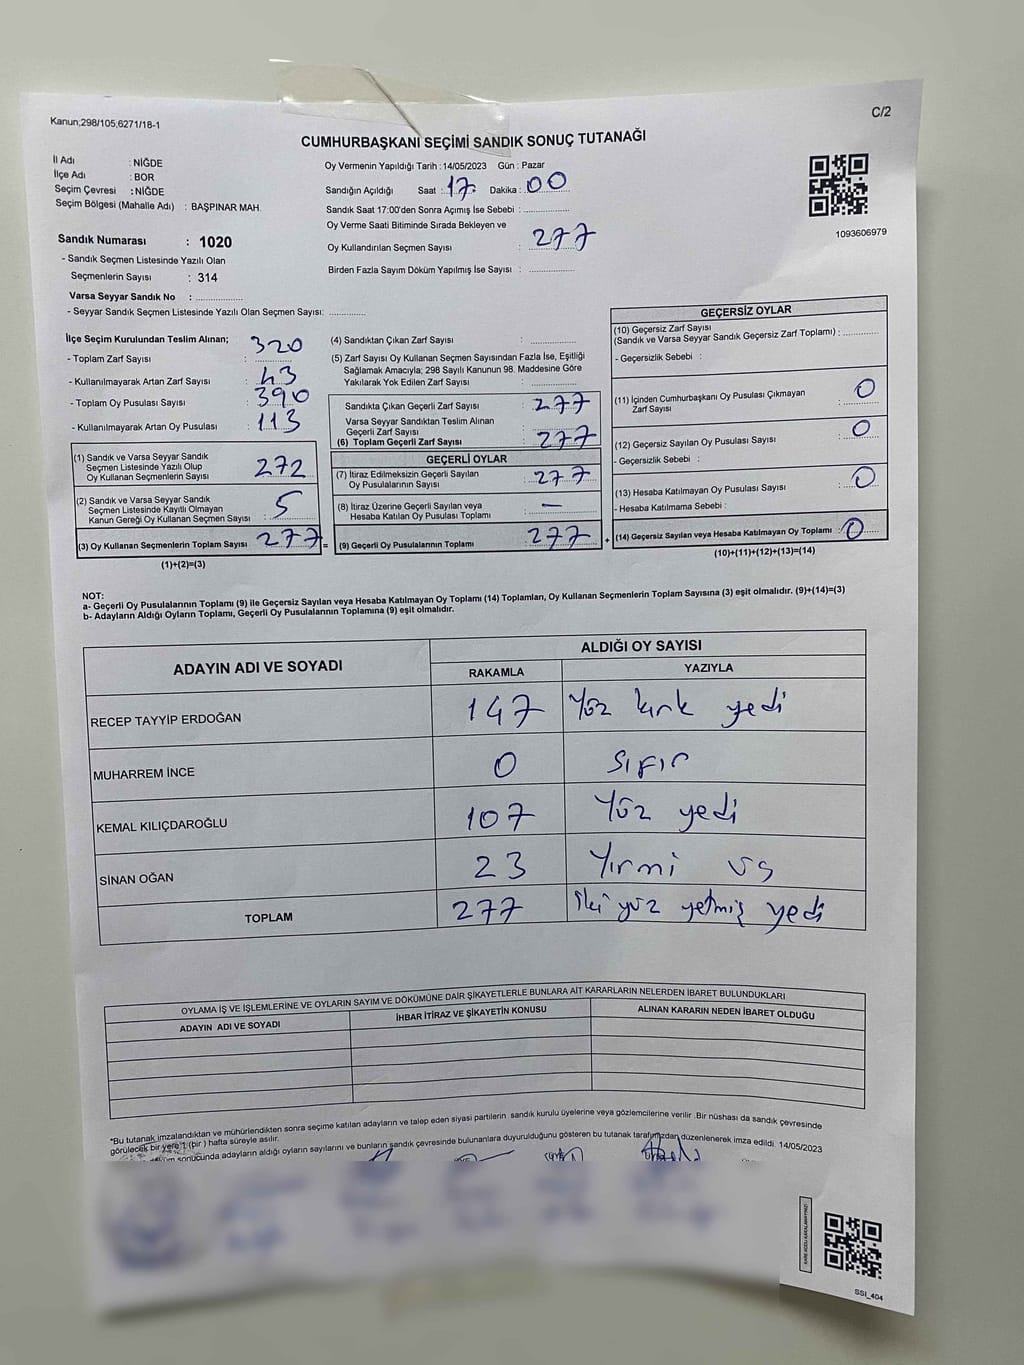 Kanun;298/105;6271/18-1
C/2
CUMHURBAŞKANI SEÇİMİ SANDIK SONUÇ TUTANAĞI
İl Adı : NİĞDE
İlçe Adı : BOR
Seçim Çevresi : NİĞDE
Seçim Bölgesi (Mahalle Adı) : BAŞPINAR MAH.
Oy Vermenin Yapıldığı Tarih : 14/05/2023 Gün : Pazar
Sandığın Açıldığı Saat : 17 Dakika : 00
Sandık Saat 17:00'den Sonra Açımış İse Sebebi :
Oy Verme Saati Bitiminde Sırada Bekleyen ve
Oy Kullandırılan Seçmen Sayısı : 277
Birden Fazla Sayım Döküm Yapılmış İse Sayısı :
1093606979
Sandık Numarası : 1020
- Sandık Seçmen Listesinde Yazılı Olan
Seçmenlerin Sayısı : 314
Varsa Seyyar Sandık No :
- Seyyar Sandık Seçmen Listesinde Yazılı Olan Seçmen Sayısı:
İlçe Seçim Kurulundan Teslim Alınan;
- Toplam Zarf Sayısı : 320
- Kullanılmayarak Artan Zarf Sayısı : 43
- Toplam Oy Pusulası Sayısı : 390
- Kullanılmayarak Artan Oy Pusulası : 113
(1) Sandık ve Varsa Seyyar Sandık
Seçmen Listesinde Yazılı Olup
Oy Kullanan Seçmenlerin Sayısı : 272
(2) Sandık ve Varsa Seyyar Sandık
Seçmen Listesinde Kayıtlı Olmayan
Kanun Gereği Oy Kullanan Seçmen Sayısı : 5
(3) Oy Kullanan Seçmenlerin Toplam Sayısı : 277
(1)+(2)=(3)
(4) Sandıktan Çıkan Zarf Sayısı :
(5) Zarf Sayısı Oy Kullanan Seçmen Sayısından Fazla İse, Eşitliği
Sağlamak Amacıyla; 298 Sayılı Kanunun 98. Maddesine Göre
Yakılarak Yok Edilen Zarf Sayısı :
Sandıkta Çıkan Geçerli Zarf Sayısı : 277
Varsa Seyyar Sandıktan Teslim Alınan
Geçerli Zarf Sayısı :
(6) Toplam Geçerli Zarf Sayısı : 277
GEÇERLİ OYLAR
(7) İtiraz Edilmeksizin Geçerli Sayılan
Oy Pusulalarının Sayısı : 277
(8) İtiraz Üzerine Geçerli Sayılan veya
Hesaba Katılan Oy Pusulası Toplamı : —
= (9) Geçerli Oy Pusulalarının Toplamı : 277
GEÇERSİZ OYLAR
(10) Geçersiz Zarf Sayısı
(Sandık ve Varsa Seyyar Sandık Geçersiz Zarf Toplamı) :
- Geçersizlik Sebebi :
(11) İçinden Cumhurbaşkanı Oy Pusulası Çıkmayan
Zarf Sayısı : 0
(12) Geçersiz Sayılan Oy Pusulası Sayısı : 0
- Geçersizlik Sebebi :
(13) Hesaba Katılmayan Oy Pusulası Sayısı : 0
- Hesaba Katılmama Sebebi :
+ (14) Geçersiz Sayılan veya Hesaba Katılmayan Oy Toplamı : 0
(10)+(11)+(12)+(13)=(14)
NOT:
a- Geçerli Oy Pusulalarının Toplamı (9) ile Geçersiz Sayılan veya Hesaba Katılmayan Oy Toplamı (14) Toplamları, Oy Kullanan Seçmenlerin Toplam Sayısına (3) eşit olmalıdır. (9)+(14)=(3)
b- Adayların Aldığı Oyların Toplamı, Geçerli Oy Pusulalarının Toplamına (9) eşit olmalıdır.
ADAYIN ADI VE SOYADI ALDIĞI OY SAYISI
RAKAMLA YAZIYLA
RECEP TAYYİP ERDOĞAN 147 Yüz kırk yedi
MUHARREM İNCE 0 sıfır
KEMAL KILIÇDAROĞLU 107 Yüz yedi
SİNAN OĞAN 23 Yirmi üç
TOPLAM 277 iki yüz yetmiş yedi
OYLAMA İŞ VE İŞLEMLERİNE VE OYLARIN SAYIM VE DÖKÜMÜNE DAİR ŞİKAYETLERLE BUNLARA AİT KARARLARIN NELERDEN İBARET BULUNDUKLARI
ADAYIN ADI VE SOYADI İHBAR İTİRAZ VE ŞİKAYETİN KONUSU ALINAN KARARIN NEDEN İBARET OLDUĞU
*Bu tutanak imzalandıktan ve mühürlendikten sonra seçime katılan adayların ve talep eden siyasi partilerin sandık kurulu üyelerine veya gözlemcilerine verilir .Bir nüshası da sandık çevresinde
görülecek bir yere 1 (bir ) hafta süreyle asılır.
sonucunda adayların aldığı oyların sayılarını ve bunların sandık çevresinde bulunanlara duyurulduğunu gösteren bu tutanak tarafımızdan düzenlenerek imza edildi. 14/05/2023
SSİ_404